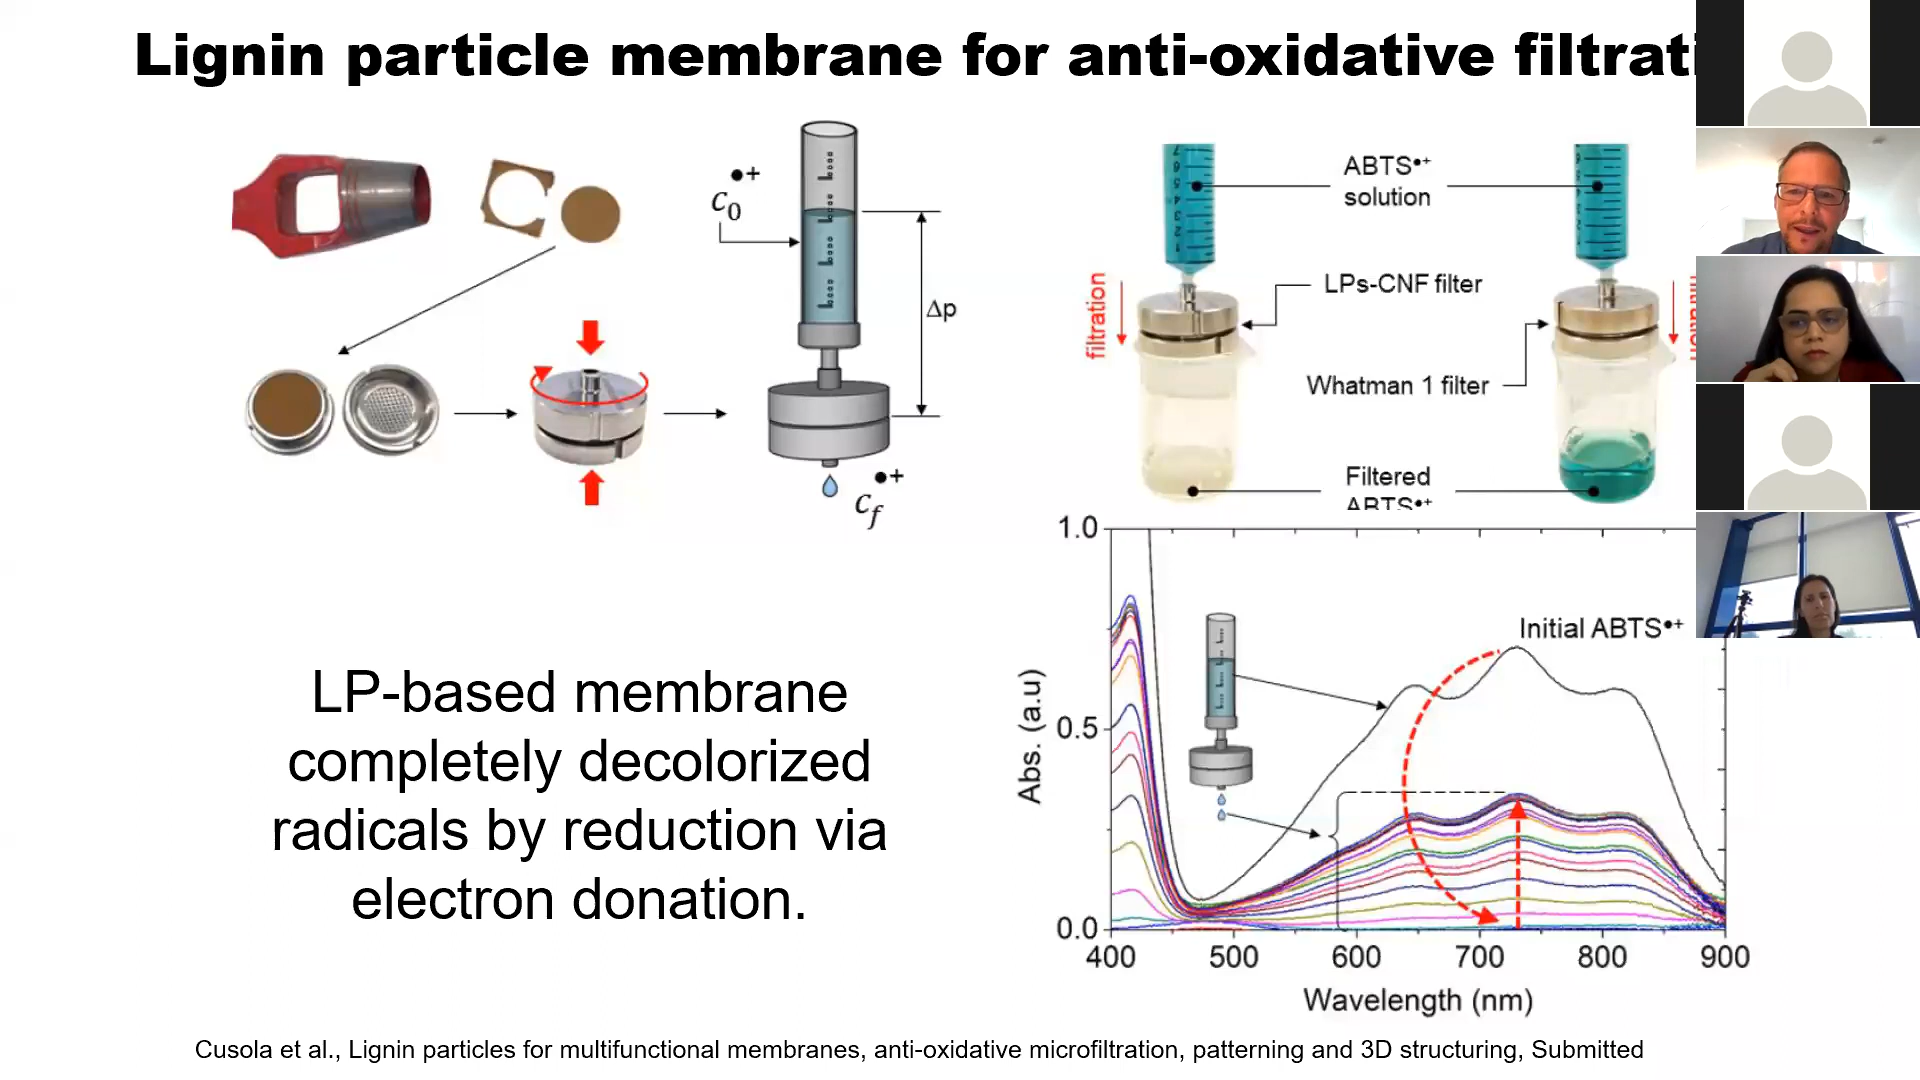 Lignin particle membrane for anti-oxidative filtrati
c₀•+
Δp
c_f•+
ABTS•+
solution
filtration
LPs-CNF filter
Whatman 1 filter
Filtered
ABTS•+
1.0
0.5
0.0
Abs. (a.u)
Initial ABTS•+
400 500 600 700 800 900
Wavelength (nm)
LP-based membrane
completely decolorized
radicals by reduction via
electron donation.
Cusola et al., Lignin particles for multifunctional membranes, anti-oxidative microfiltration, patterning and 3D structuring, Submitted